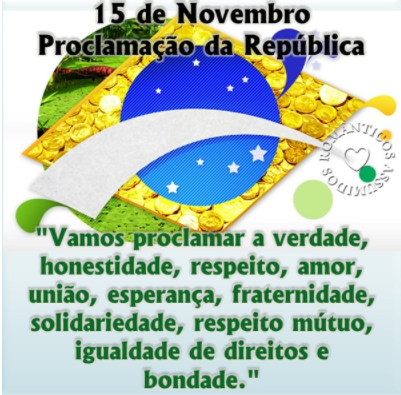 15 de Novembro
Proclamação da República
ROMANTICOS ASSUMIDOS
"Vamos proclamar a verdade,
honestidade, respeito, amor,
união, esperança, fraternidade,
solidariedade, respeito mútuo,
igualdade de direitos e
bondade."